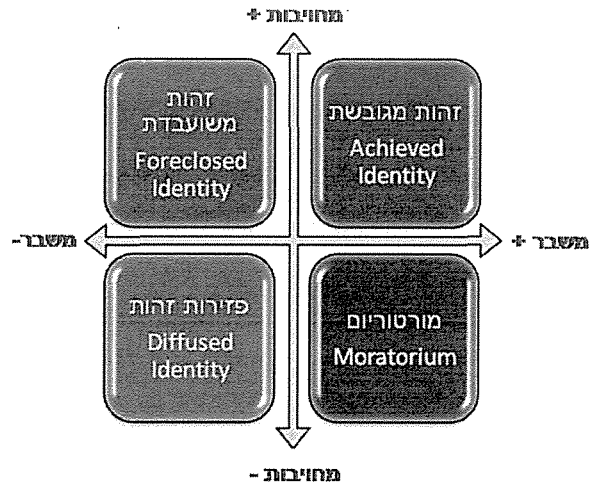 מחויבות +
זהות מגובשת
Achieved
Identity
זהות
משועבדת
Foreclosed
Identity
משבר +
משבר-
מורטוריום
Moratorium
פזירות זהות
Diffused
Identity
מחויבות -